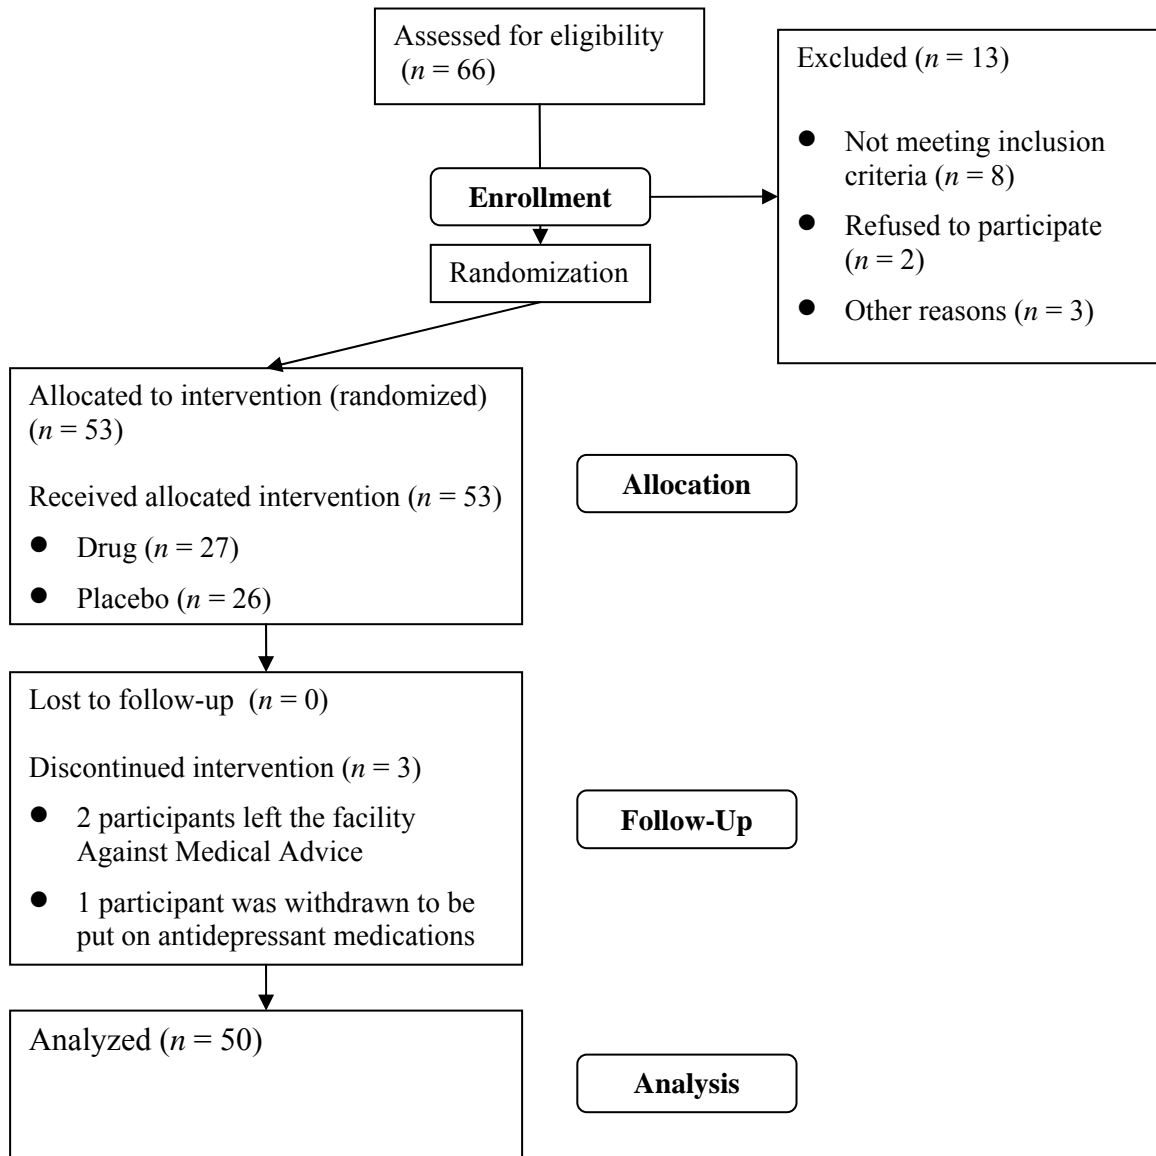 Assessed for eligibility
(n = 66)
Excluded (n = 13)
● Not meeting inclusion
criteria (n = 8)
● Refused to participate
(n = 2)
● Other reasons (n = 3)
Enrollment
Randomization
Allocated to intervention (randomized)
(n = 53)
Received allocated intervention (n = 53)
● Drug (n = 27)
● Placebo (n = 26)
Allocation
Lost to follow-up (n = 0)
Discontinued intervention (n = 3)
● 2 participants left the facility
Against Medical Advice
● 1 participant was withdrawn to be
put on antidepressant medications
Follow-Up
Analyzed (n = 50)
Analysis